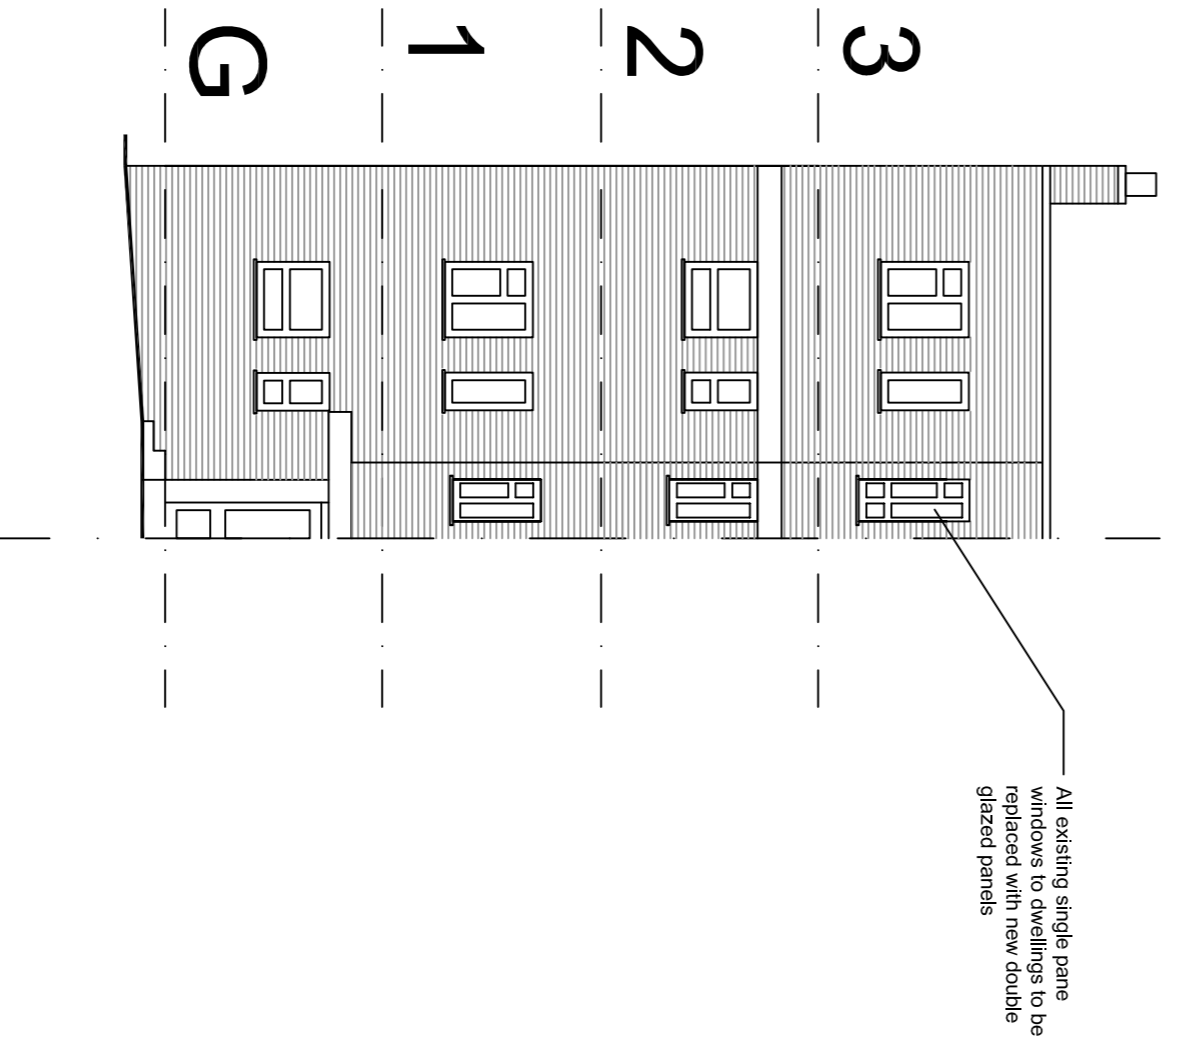 3
2
1
G
All existing single pane
windows to dwellings to be
replaced with new double
glazed panels